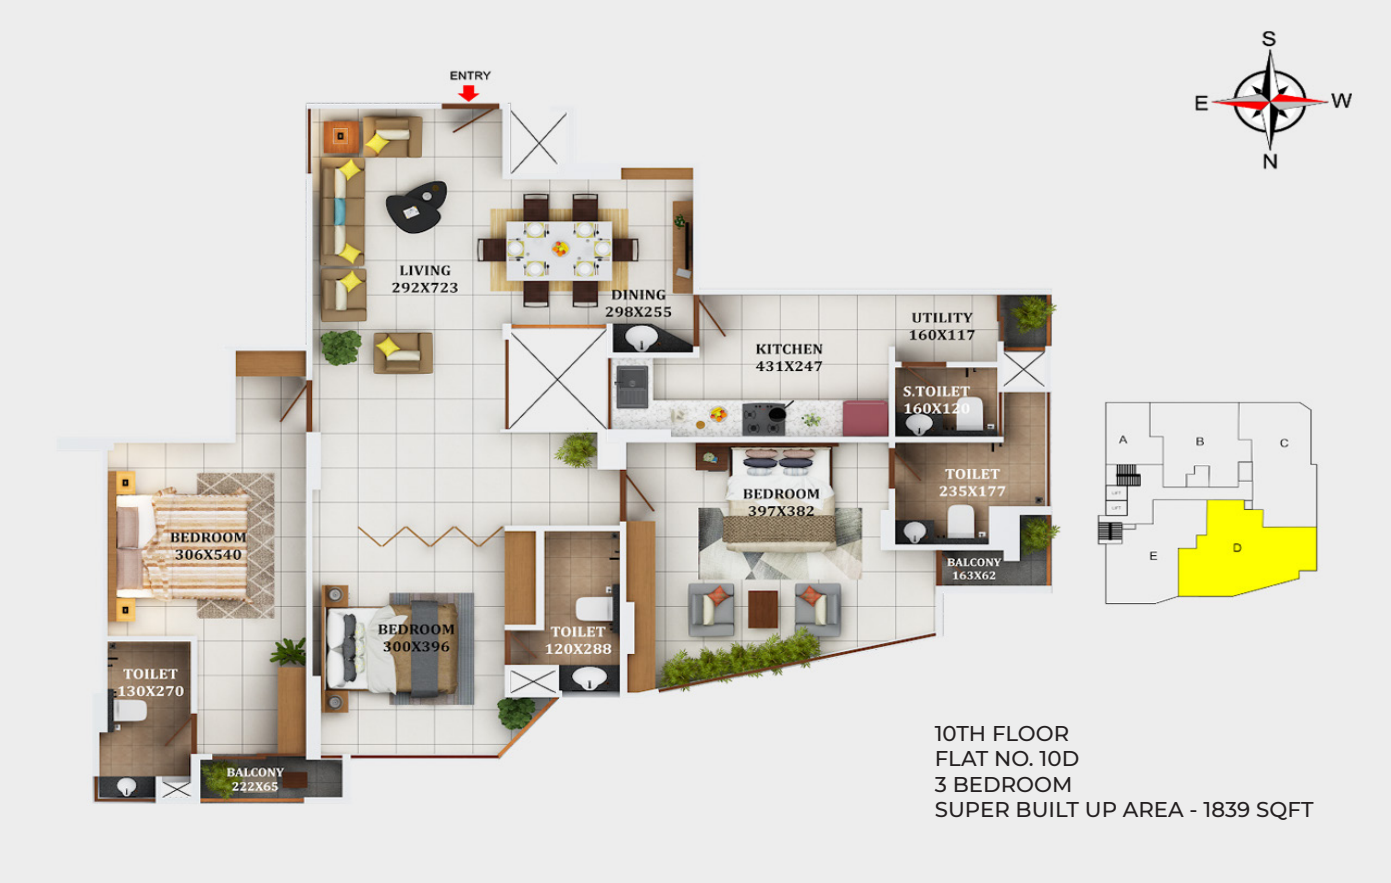 S
E
W
N
ENTRY
LIVING
292X723
DINING
298X255
UTILITY
160X117
KITCHEN
431X247
S.TOILET
160X120
TOILET
235X177
BEDROOM
397X382
BALCONY
163X62
BEDROOM
306X540
BEDROOM
300X396
TOILET
120X288
TOILET
130X270
BALCONY
222X65
A
B
C
LIFT
LIFT
D
E
10TH FLOOR
FLAT NO. 10D
3 BEDROOM
SUPER BUILT UP AREA - 1839 SQFT